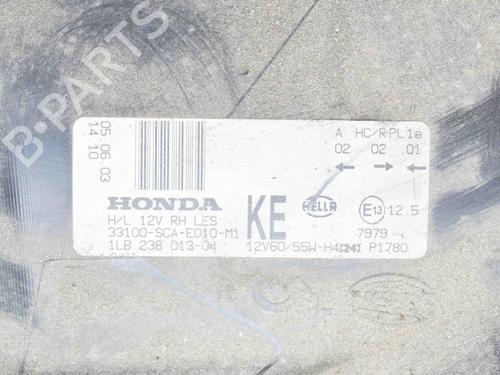 B-PARTS
05 06 03
14 10
A HC/R-PL1a
02 02 01
HONDA
KE
HELLA
E13 12.5
H/L 12V RH LES
7979
33100-SCA-E010-M1
1LB 238 013-04
12V60/55W-H4 P1780